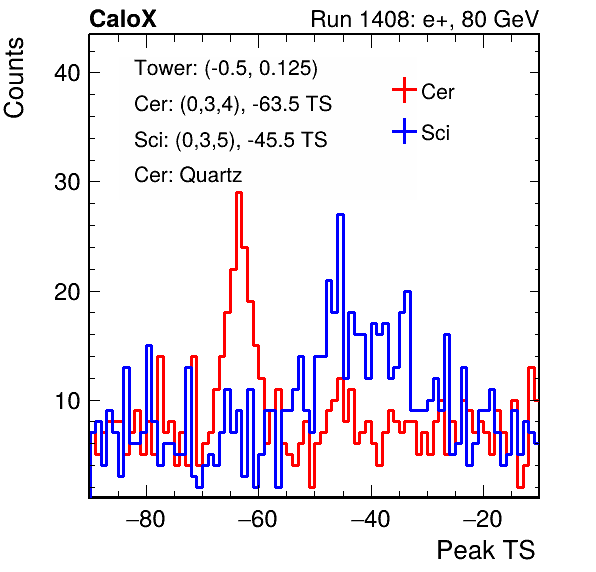 CaloX Run 1408: e+, 80 GeV
Counts
Tower: (-0.5, 0.125)
Cer: (0,3,4), -63.5 TS
Sci: (0,3,5), -45.5 TS
Cer: Quartz
Cer
Sci
40
30
20
10
−80 −60 −40 −20
Peak TS